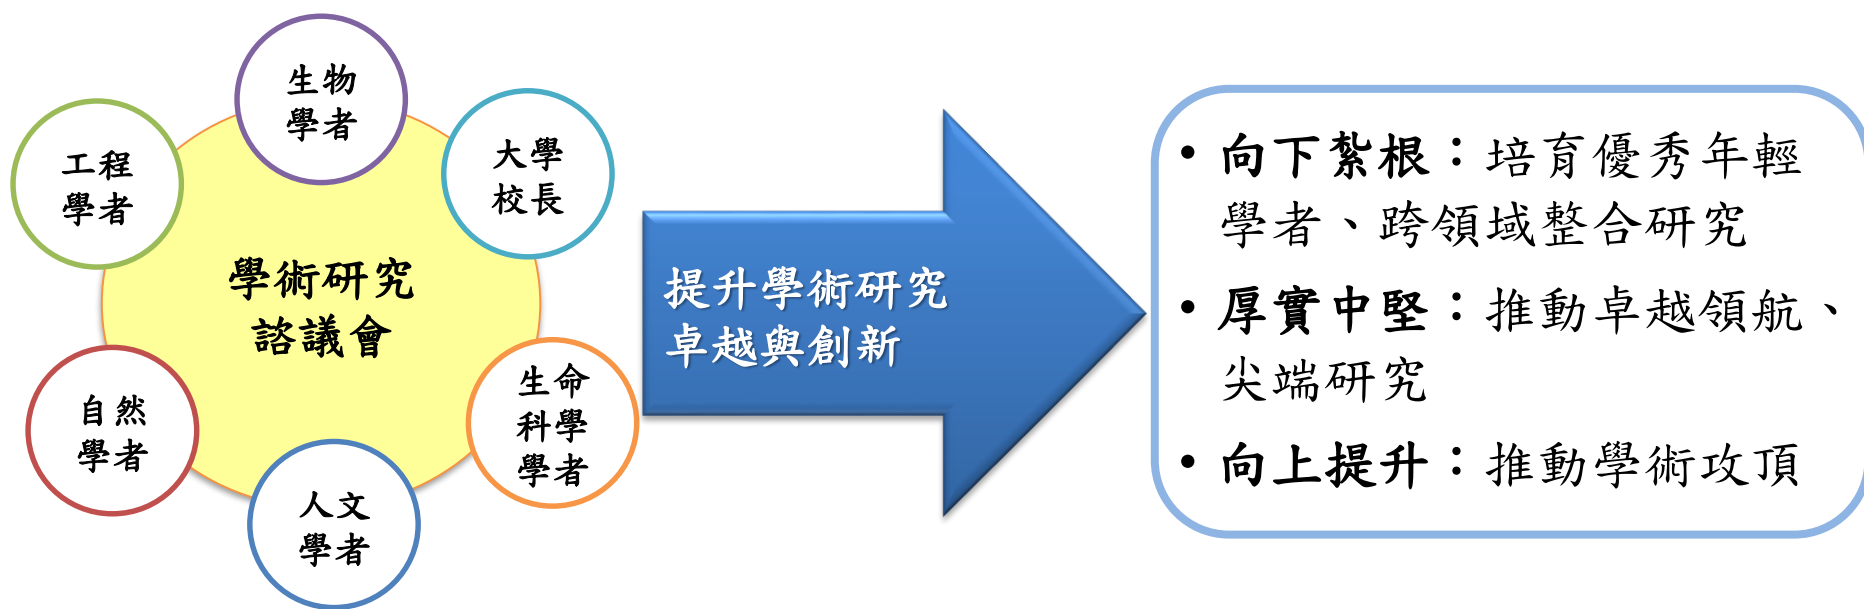 生物
學者
工程
學者
大學
校長
學術研究
諮議會
自然
學者
生命
科學
學者
人文
學者
提升學術研究
卓越與創新
• 向下紮根：培育優秀年輕
學者、跨領域整合研究
• 厚實中堅：推動卓越領航、
尖端研究
• 向上提升：推動學術攻頂